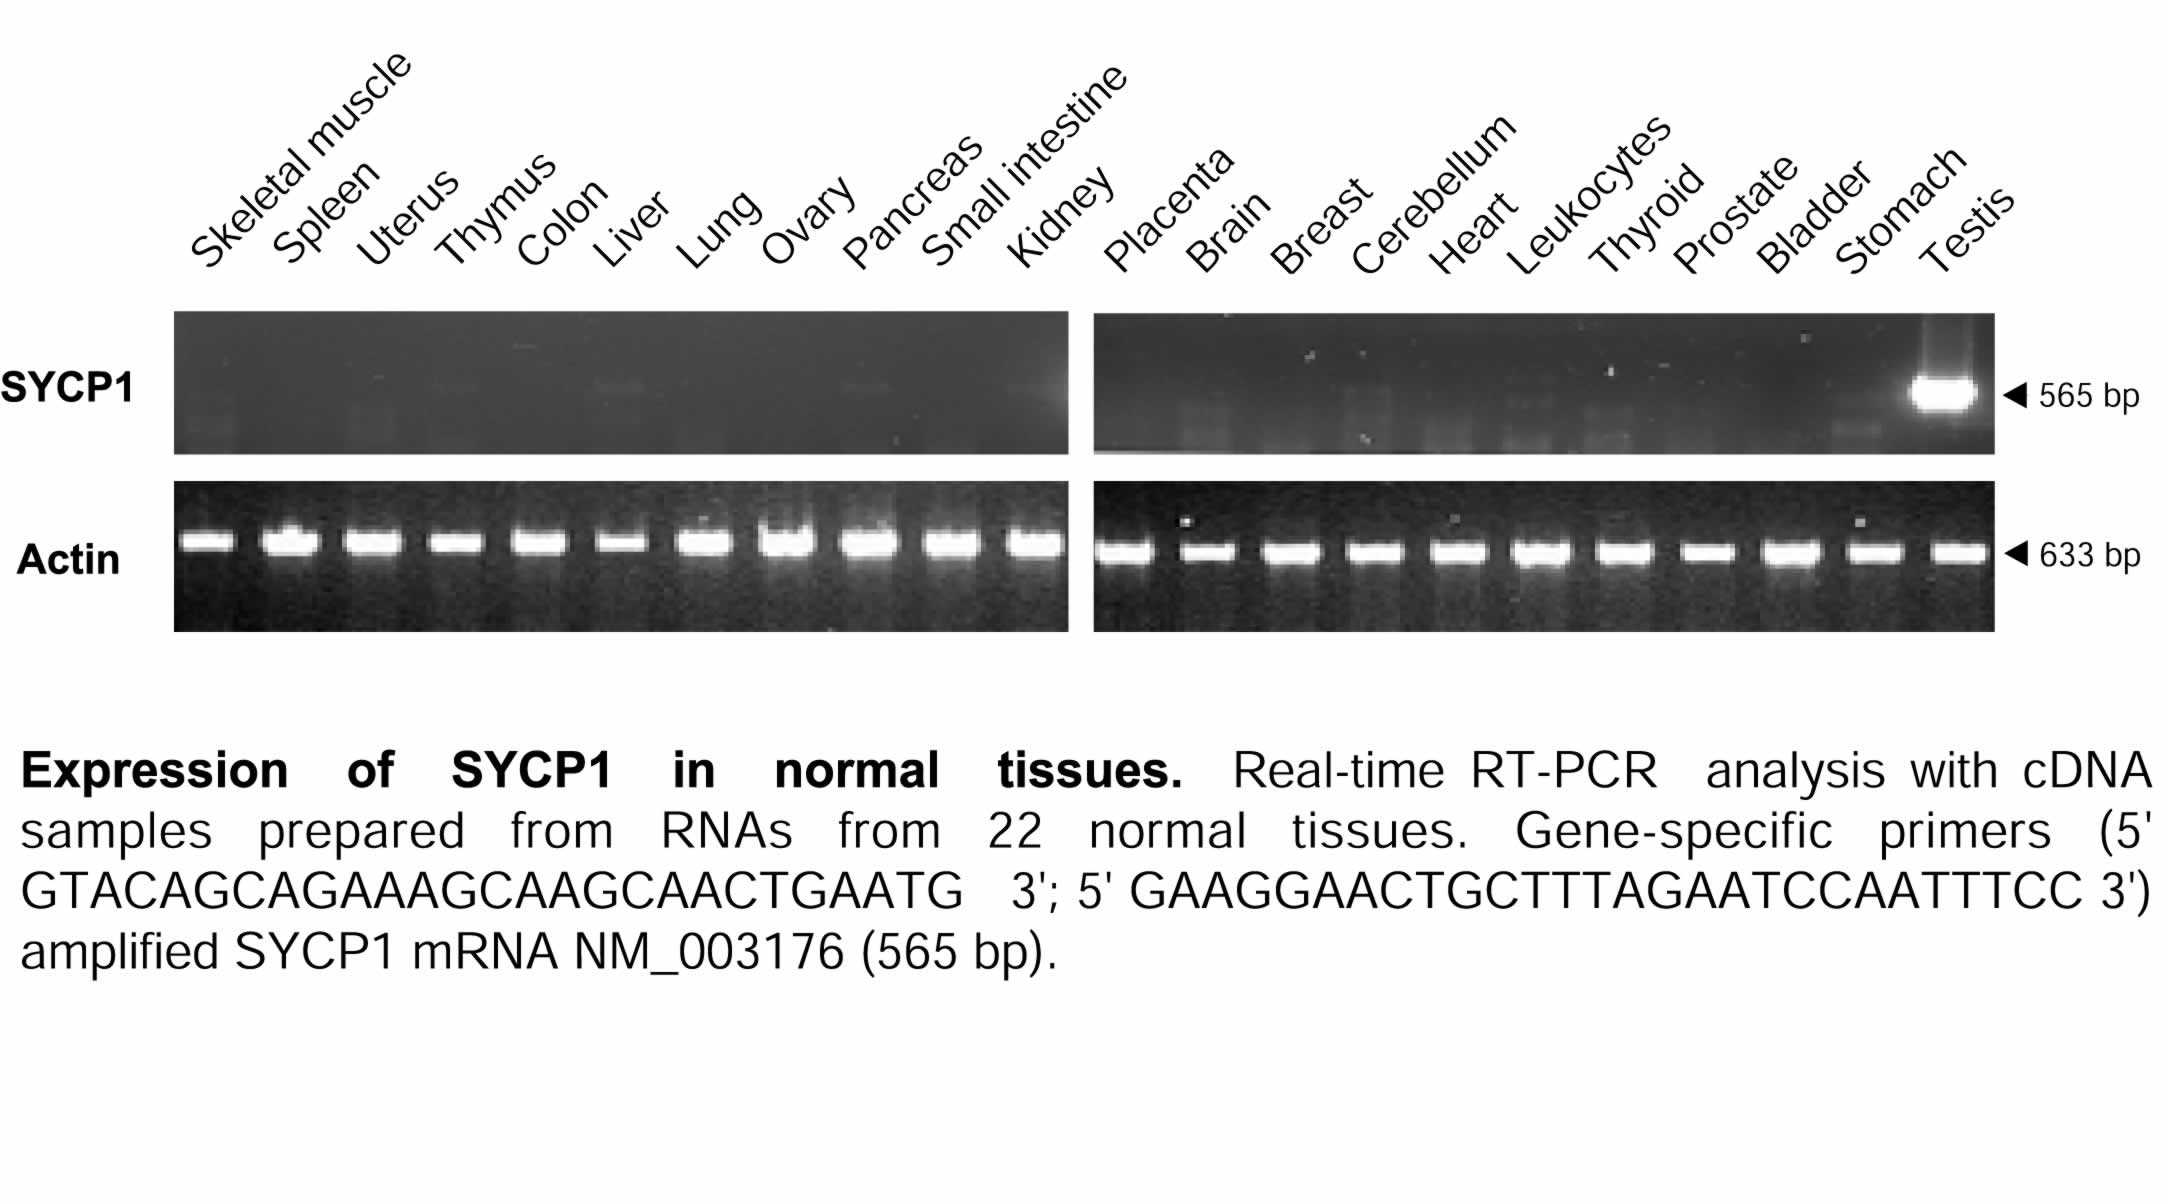 Skeletal muscle
Spleen
Uterus
Thymus
Colon
Liver
Lung
Ovary
Pancreas
Small intestine
Kidney
Placenta
Brain
Breast
Cerebellum
Heart
Leukocytes
Thyroid
Prostate
Bladder
Stomach
Testis
SYCP1
565 bp
Actin
633 bp
Expression of SYCP1 in normal tissues. Real-time RT-PCR analysis with cDNA
samples prepared from RNAs from 22 normal tissues. Gene-specific primers (5'
GTACAGCAGAAAGCAAGCAACTGAATG 3'; 5' GAAGGAACTGCTTTAGAATCCAATTTCC 3')
amplified SYCP1 mRNA NM_003176 (565 bp).